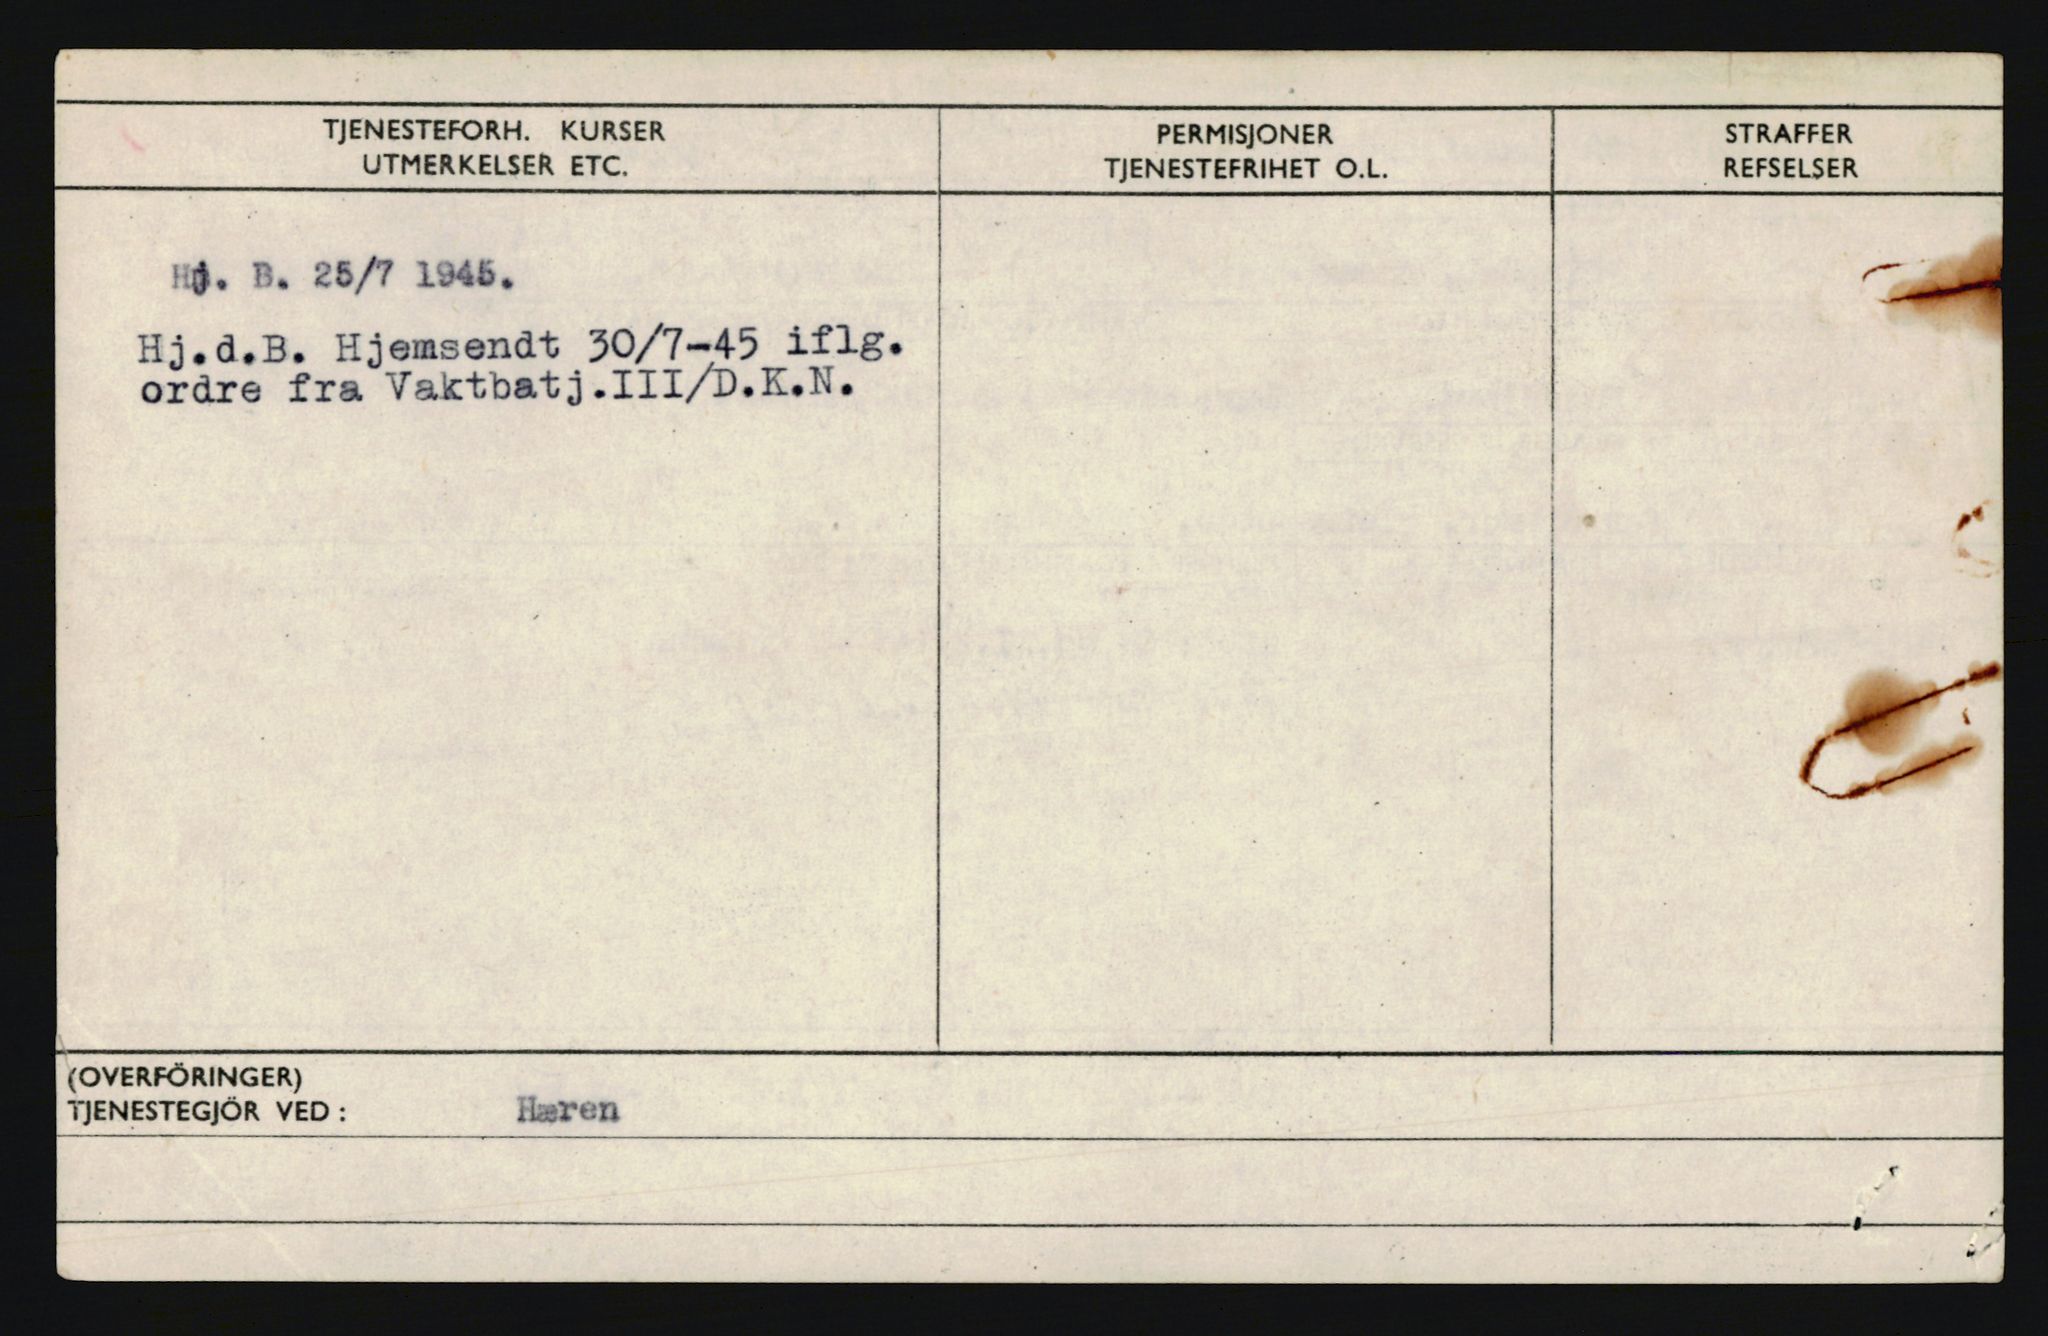 TJENESTEFORH. KURSER
UTMERKELSER ETC.
PERMISJONER
TJENESTEFRIHET O.L.
STRAFFER
REFSELSER
Hj. B. 25/7 1945.
Hj.d.B. Hjemsendt 30/7-45 iflg.
ordre fra Vaktbatj.III/D.K.N.
(OVERFÖRINGER)
TJENESTEGJÖR VED: Hæren